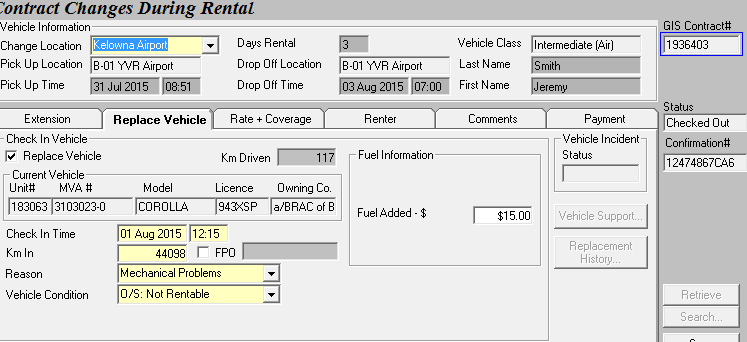 Contract Changes During Rental
Vehicle Information
GIS Contract#
Change Location Kelowna Airport Days Rental 3 Vehicle Class Intermediate (Air) 1936403
Pick Up Location B-01 YVR Airport Drop Off Location B-01 YVR Airport Last Name Smith
Pick Up Time 31 Jul 2015 08:51 Drop Off Time 03 Aug 2015 07:00 First Name Jeremy
Status
Extension Replace Vehicle Rate + Coverage Renter Comments Payment Checked Out
Check In Vehicle Vehicle Incident Confirmation#
Replace Vehicle Km Driven 117 Fuel Information Status 12474867CA6
Current Vehicle
Unit# MVA # Model Licence Owning Co.
183063 3103023-0 COROLLA 943XSP a/BRAC of B Fuel Added - $ $15.00 Vehicle Support...
Check In Time 01 Aug 2015 12:15
Km In 44098 FPO Replacement History...
Reason Mechanical Problems
Vehicle Condition O/S: Not Rentable Retrieve
Search...